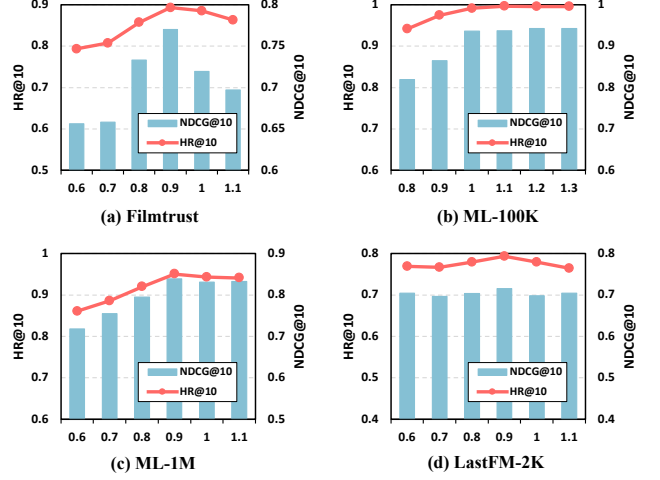 0.9 0.8 1 1
0.8 0.75 0.9 0.9
HR@10 0.7 0.7 NDCG@10 HR@10 0.8 0.8 NDCG@10
NDCG@10 NDCG@10
0.6 0.65 0.7 0.7
HR@10 HR@10
0.5 0.6 0.6 0.6
0.6 0.7 0.8 0.9 1 1.1 0.8 0.9 1 1.1 1.2 1.3
(a) Filmtrust (b) ML-100K
1 0.9 0.8 0.8
0.9 0.8 0.7 0.7
HR@10 0.8 0.7 NDCG@10 HR@10 0.6 0.6 NDCG@10
NDCG@10 NDCG@10
0.7 0.6 0.5 0.5
HR@10 HR@10
0.6 0.5 0.4 0.4
0.6 0.7 0.8 0.9 1 1.1 0.6 0.7 0.8 0.9 1 1.1
(c) ML-1M (d) LastFM-2K